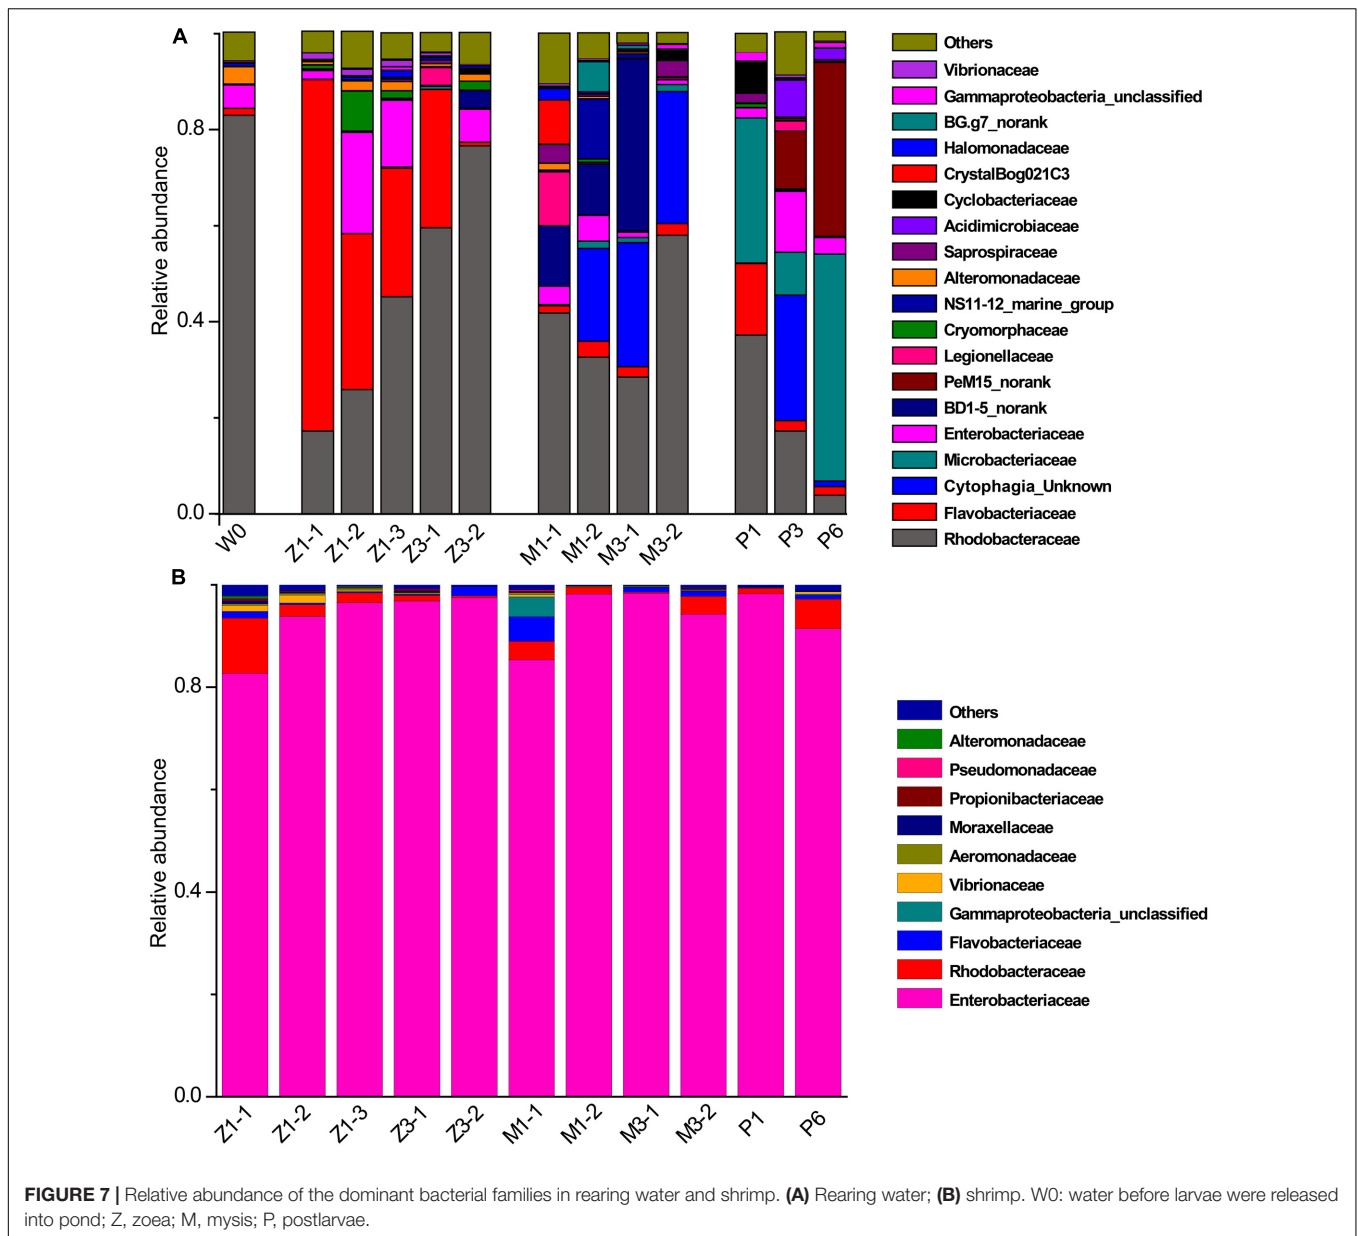 A
Relative abundance
0.8
0.4
0.0
W0 Z1-1 Z1-2 Z1-3 Z3-1 Z3-2 M1-1 M1-2 M3-1 M3-2 P1 P3 P6
Others
Vibrionaceae
Gammaproteobacteria_unclassified
BG.g7_norank
Halomonadaceae
CrystalBog021C3
Cyclobacteriaceae
Acidimicrobiaceae
Saprospiraceae
Alteromonadaceae
NS11-12_marine_group
Cryomorphaceae
Legionellaceae
PeM15_norank
BD1-5_norank
Enterobacteriaceae
Microbacteriaceae
Cytophagia_Unknown
Flavobacteriaceae
Rhodobacteraceae
B
Relative abundance
0.8
0.4
0.0
Z1-1 Z1-2 Z1-3 Z3-1 Z3-2 M1-1 M1-2 M3-1 M3-2 P1 P6
Others
Alteromonadaceae
Pseudomonadaceae
Propionibacteriaceae
Moraxellaceae
Aeromonadaceae
Vibrionaceae
Gammaproteobacteria_unclassified
Flavobacteriaceae
Rhodobacteraceae
Enterobacteriaceae
FIGURE 7 | Relative abundance of the dominant bacterial families in rearing water and shrimp. (A) Rearing water; (B) shrimp. W0: water before larvae were released
into pond; Z, zoea; M, mysis; P, postlarvae.